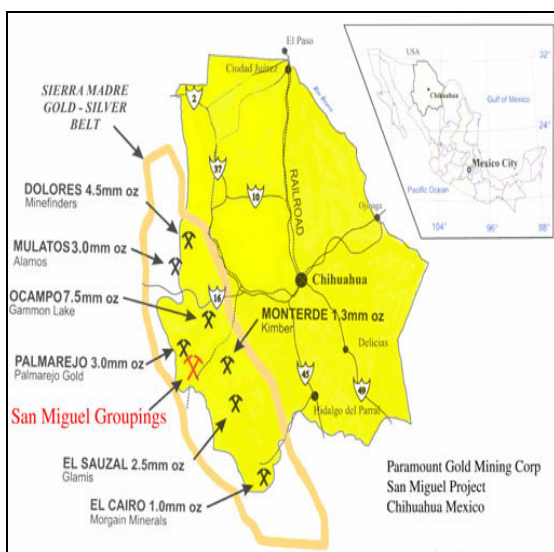 El Paso
Ciudad Juárez
Rio Bravo
SIERRA MADRE
GOLD - SILVER
BELT
2
37
10
RAILROAD
Ojinaga
DOLORES 4.5mm oz
Minefinders
MULATOS 3.0mm oz
Alamos
16
Chihuahua
OCAMPO 7.5mm oz
Gammon Lake
MONTERDE 1.3mm oz
Kimber
Delicias
PALMAREJO 3.0mm oz
Palmarejo Gold
45
49
San Miguel Groupings
Hidalgo del Parral
EL SAUZAL 2.5mm oz
Glamis
EL CAIRO 1.0mm oz
Morgain Minerals
Paramount Gold Mining Corp
San Miguel Project
Chihuahua Mexico
USA
32°
Chihuahua
Gulf of Mexico
24°
Mexico City
Pacific Ocean
104°
96°
88°